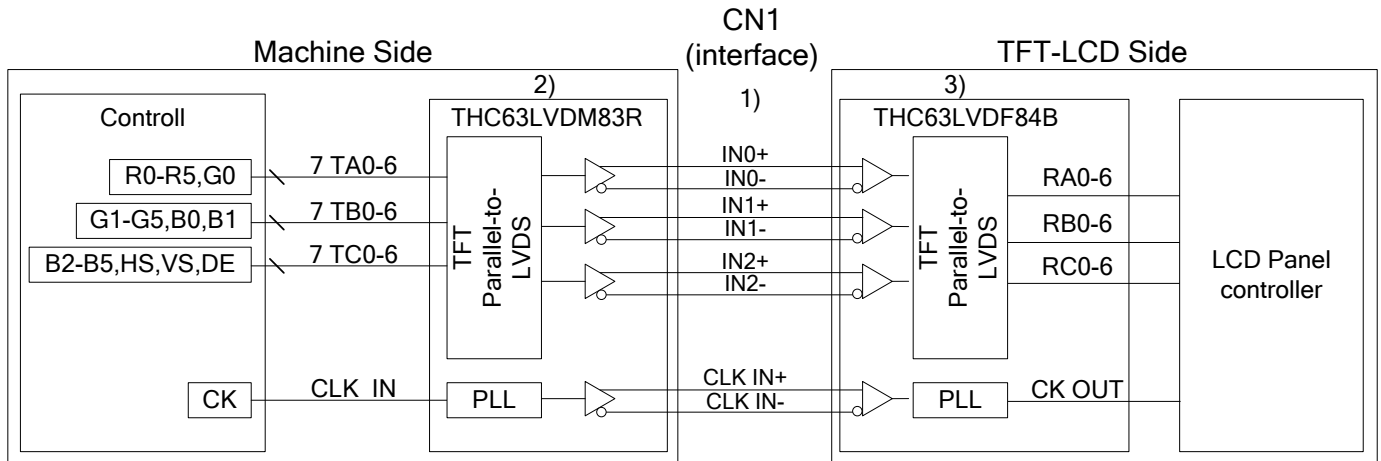 CN1
(interface)
1)
Machine Side
TFT-LCD Side
Controll
R0-R5,G0
G1-G5,B0,B1
B2-B5,HS,VS,DE
CK
7 TA0-6
7 TB0-6
7 TC0-6
CLK IN
2)
THC63LVDM83R
TFT
Parallel-to-
LVDS
PLL
IN0+
IN0-
IN1+
IN1-
IN2+
IN2-
CLK IN+
CLK IN-
3)
THC63LVDF84B
TFT
Parallel-to-
LVDS
PLL
RA0-6
RB0-6
RC0-6
CK OUT
LCD Panel
controller